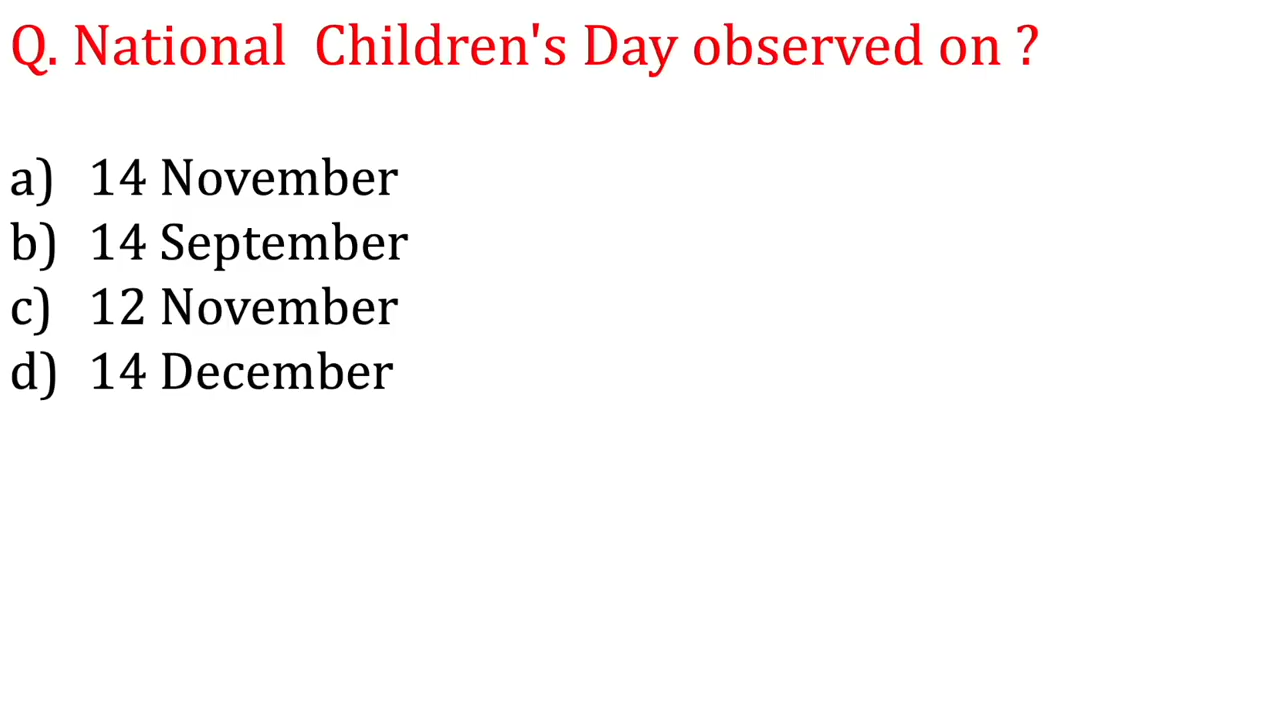 Q. National  Children's Day observed on ?
a) 14 November
b) 14 September
c) 12 November
d) 14 December